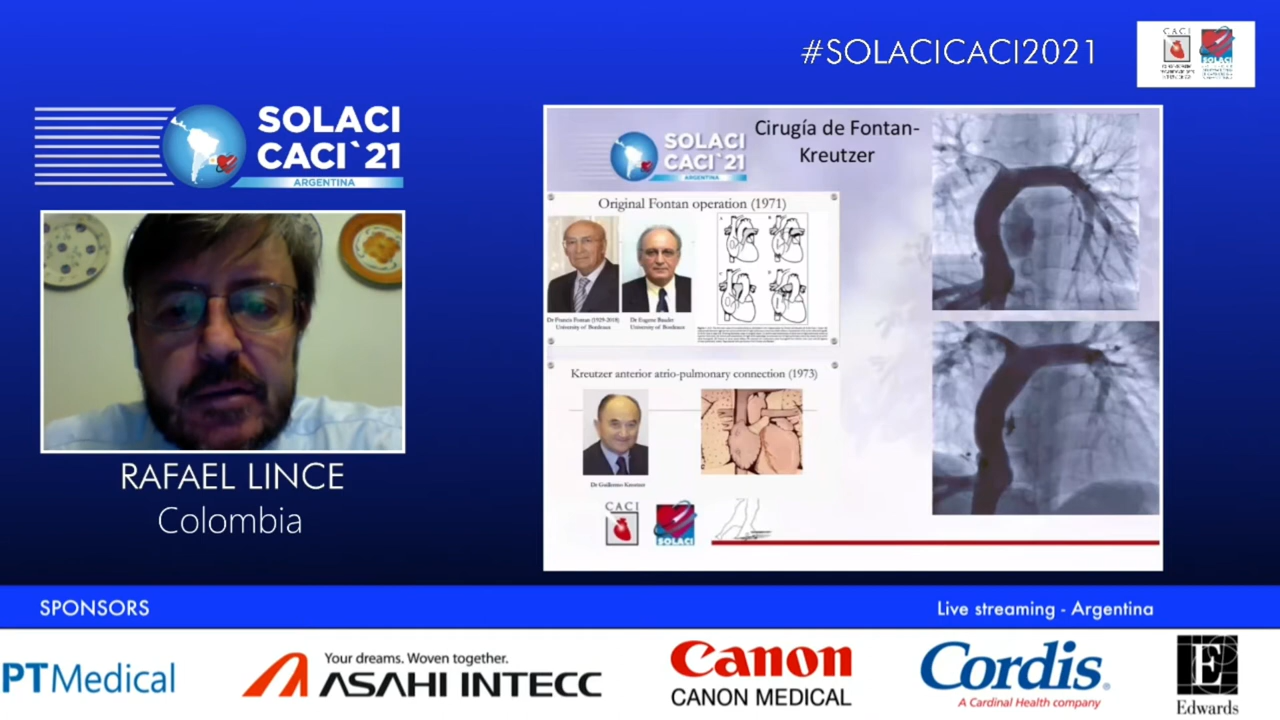 #SOLACICACI2021
CACI
SOLACI
SOLACI
CACI`21
ARGENTINA
RAFAEL LINCE
Colombia
SOLACI
CACI`21
ARGENTINA
Cirugía de Fontan-
Kreutzer
Original Fontan operation (1971)
Dr Francis Fontan (1929-2018)
University of Bordeaux
Dr Eugene Baudet
University of Bordeaux
Kreutzer anterior atrio-pulmonary connection (1973)
Dr Guillermo Kreutzer
CACI
SOLACI
SPONSORS
Live streaming - Argentina
PTMedical
Your dreams. Woven together.
ASAHI INTECC
Canon
CANON MEDICAL
Cordis®
A Cardinal Health company
E
Edwards